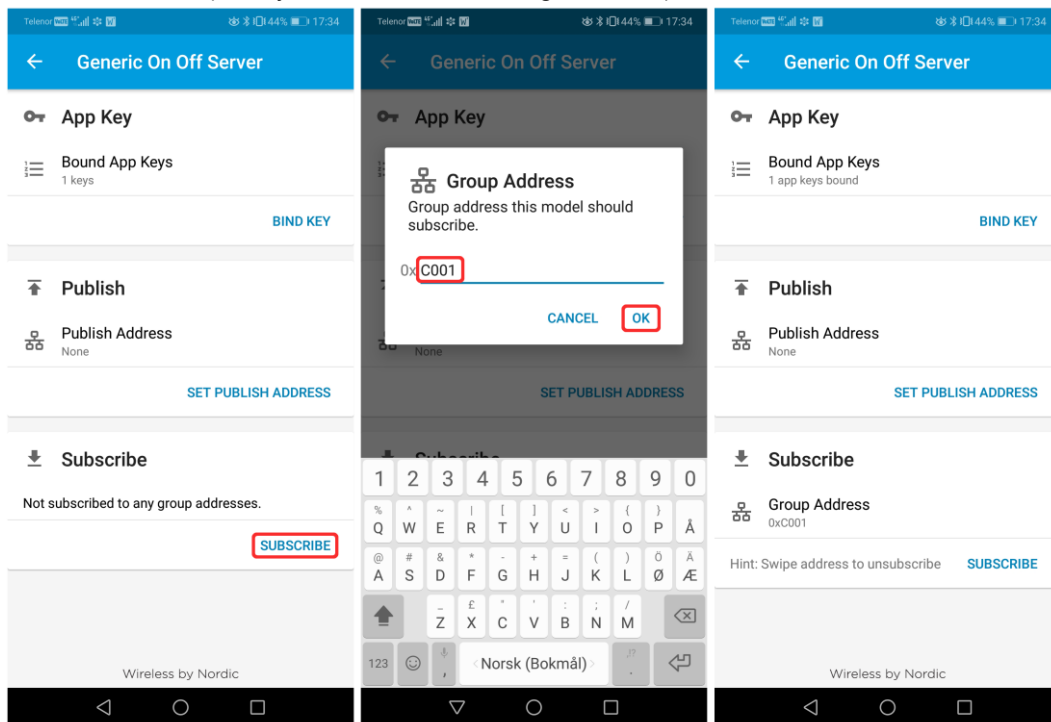 Telenor 44% 17:34
Generic On Off Server
App Key
Bound App Keys
1 keys
BIND KEY
Publish
Publish Address
None
SET PUBLISH ADDRESS
Subscribe
Not subscribed to any group addresses.
SUBSCRIBE
Wireless by Nordic
Telenor 44% 17:34
Generic On Off Server
App Key
Group Address
Group address this model should
subscribe.
0x C001
CANCEL OK
None
SET PUBLISH ADDRESS
Subscribe
1 2 3 4 5 6 7 8 9 0
% ^ ~ | [ ] < > { }
Q W E R T Y U I O P Å
@ # & * - + = ( ) Ö Ä
A S D F G H J K L Ø Æ
_ £ " ' : ; /
Z X C V B N M
123 , Norsk (Bokmål) .
Telenor 44% 17:34
Generic On Off Server
App Key
Bound App Keys
1 app keys bound
BIND KEY
Publish
Publish Address
None
SET PUBLISH ADDRESS
Subscribe
Group Address
0xC001
Hint: Swipe address to unsubscribe SUBSCRIBE
Wireless by Nordic